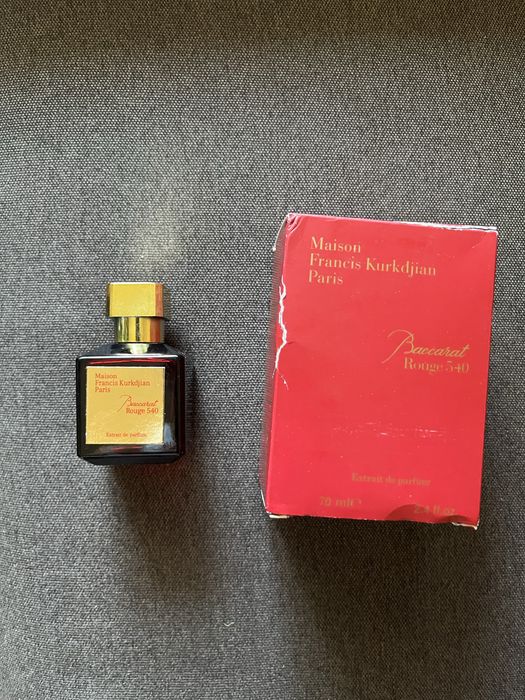 Maison
Francis Kurkdjian
Paris
Baccarat
Rouge 540
Extrait de parfum
Maison
Francis Kurkdjian
Paris
Baccarat
Rouge 540
Extrait de parfum
70 ml℮ 2.4 fl.oz